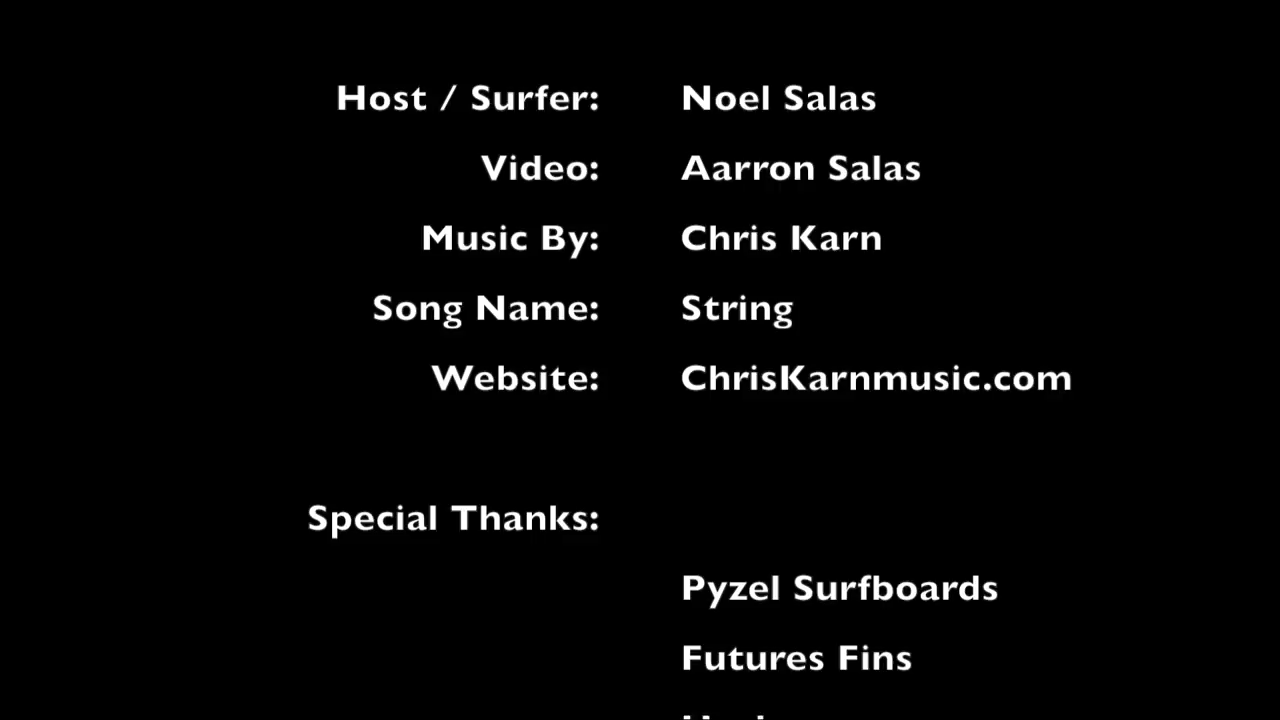 Host / Surfer: Noel Salas
Video: Aarron Salas
Music By: Chris Karn
Song Name: String
Website: ChrisKarnmusic.com
Special Thanks:
Pyzel Surfboards
Futures Fins